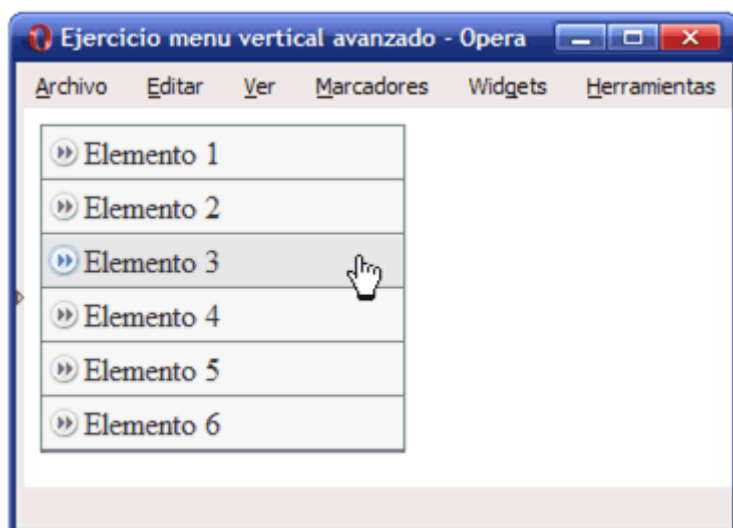 Ejercicio menu vertical avanzado - Opera
Archivo Editar Ver Marcadores Widgets Herramientas
Elemento 1
Elemento 2
Elemento 3
Elemento 4
Elemento 5
Elemento 6